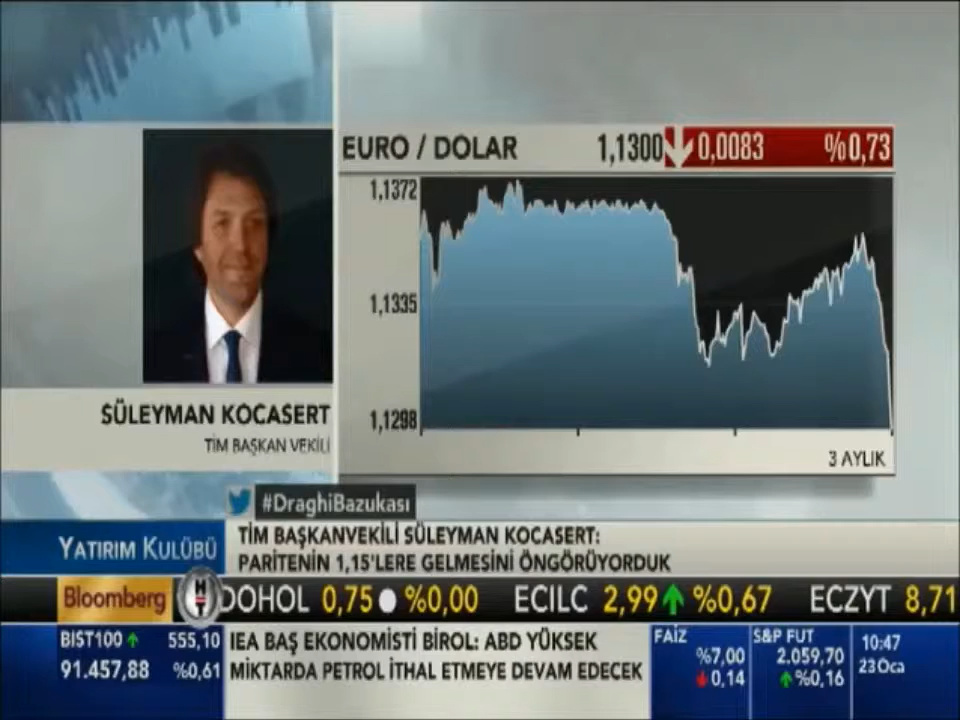 EURO / DOLAR 1,1300 0,0083 %0,73
1,1372
1,1335
1,1298
3 AYLIK
SÜLEYMAN KOCASERT
TİM BAŞKAN VEKİLİ
#DraghiBazukası
YATIRIM KULÜBÜ
TİM BAŞKANVEKİLİ SÜLEYMAN KOCASERT:
PARİTENİN 1,15'LERE GELMESİNİ ÖNGÖRÜYORDUK
Bloomberg HT DOHOL 0,75 %0,00 ECILC 2,99 %0,67 ECZYT 8,71
BIST100 555,10
91.457,88 %0,61
IEA BAŞ EKONOMİSTİ BİROL: ABD YÜKSEK
MİKTARDA PETROL İTHAL ETMEYE DEVAM EDECEK
FAİZ
%7,00
0,14
S&P FUT
2.059,70
%0,16
10:47
23 Oca